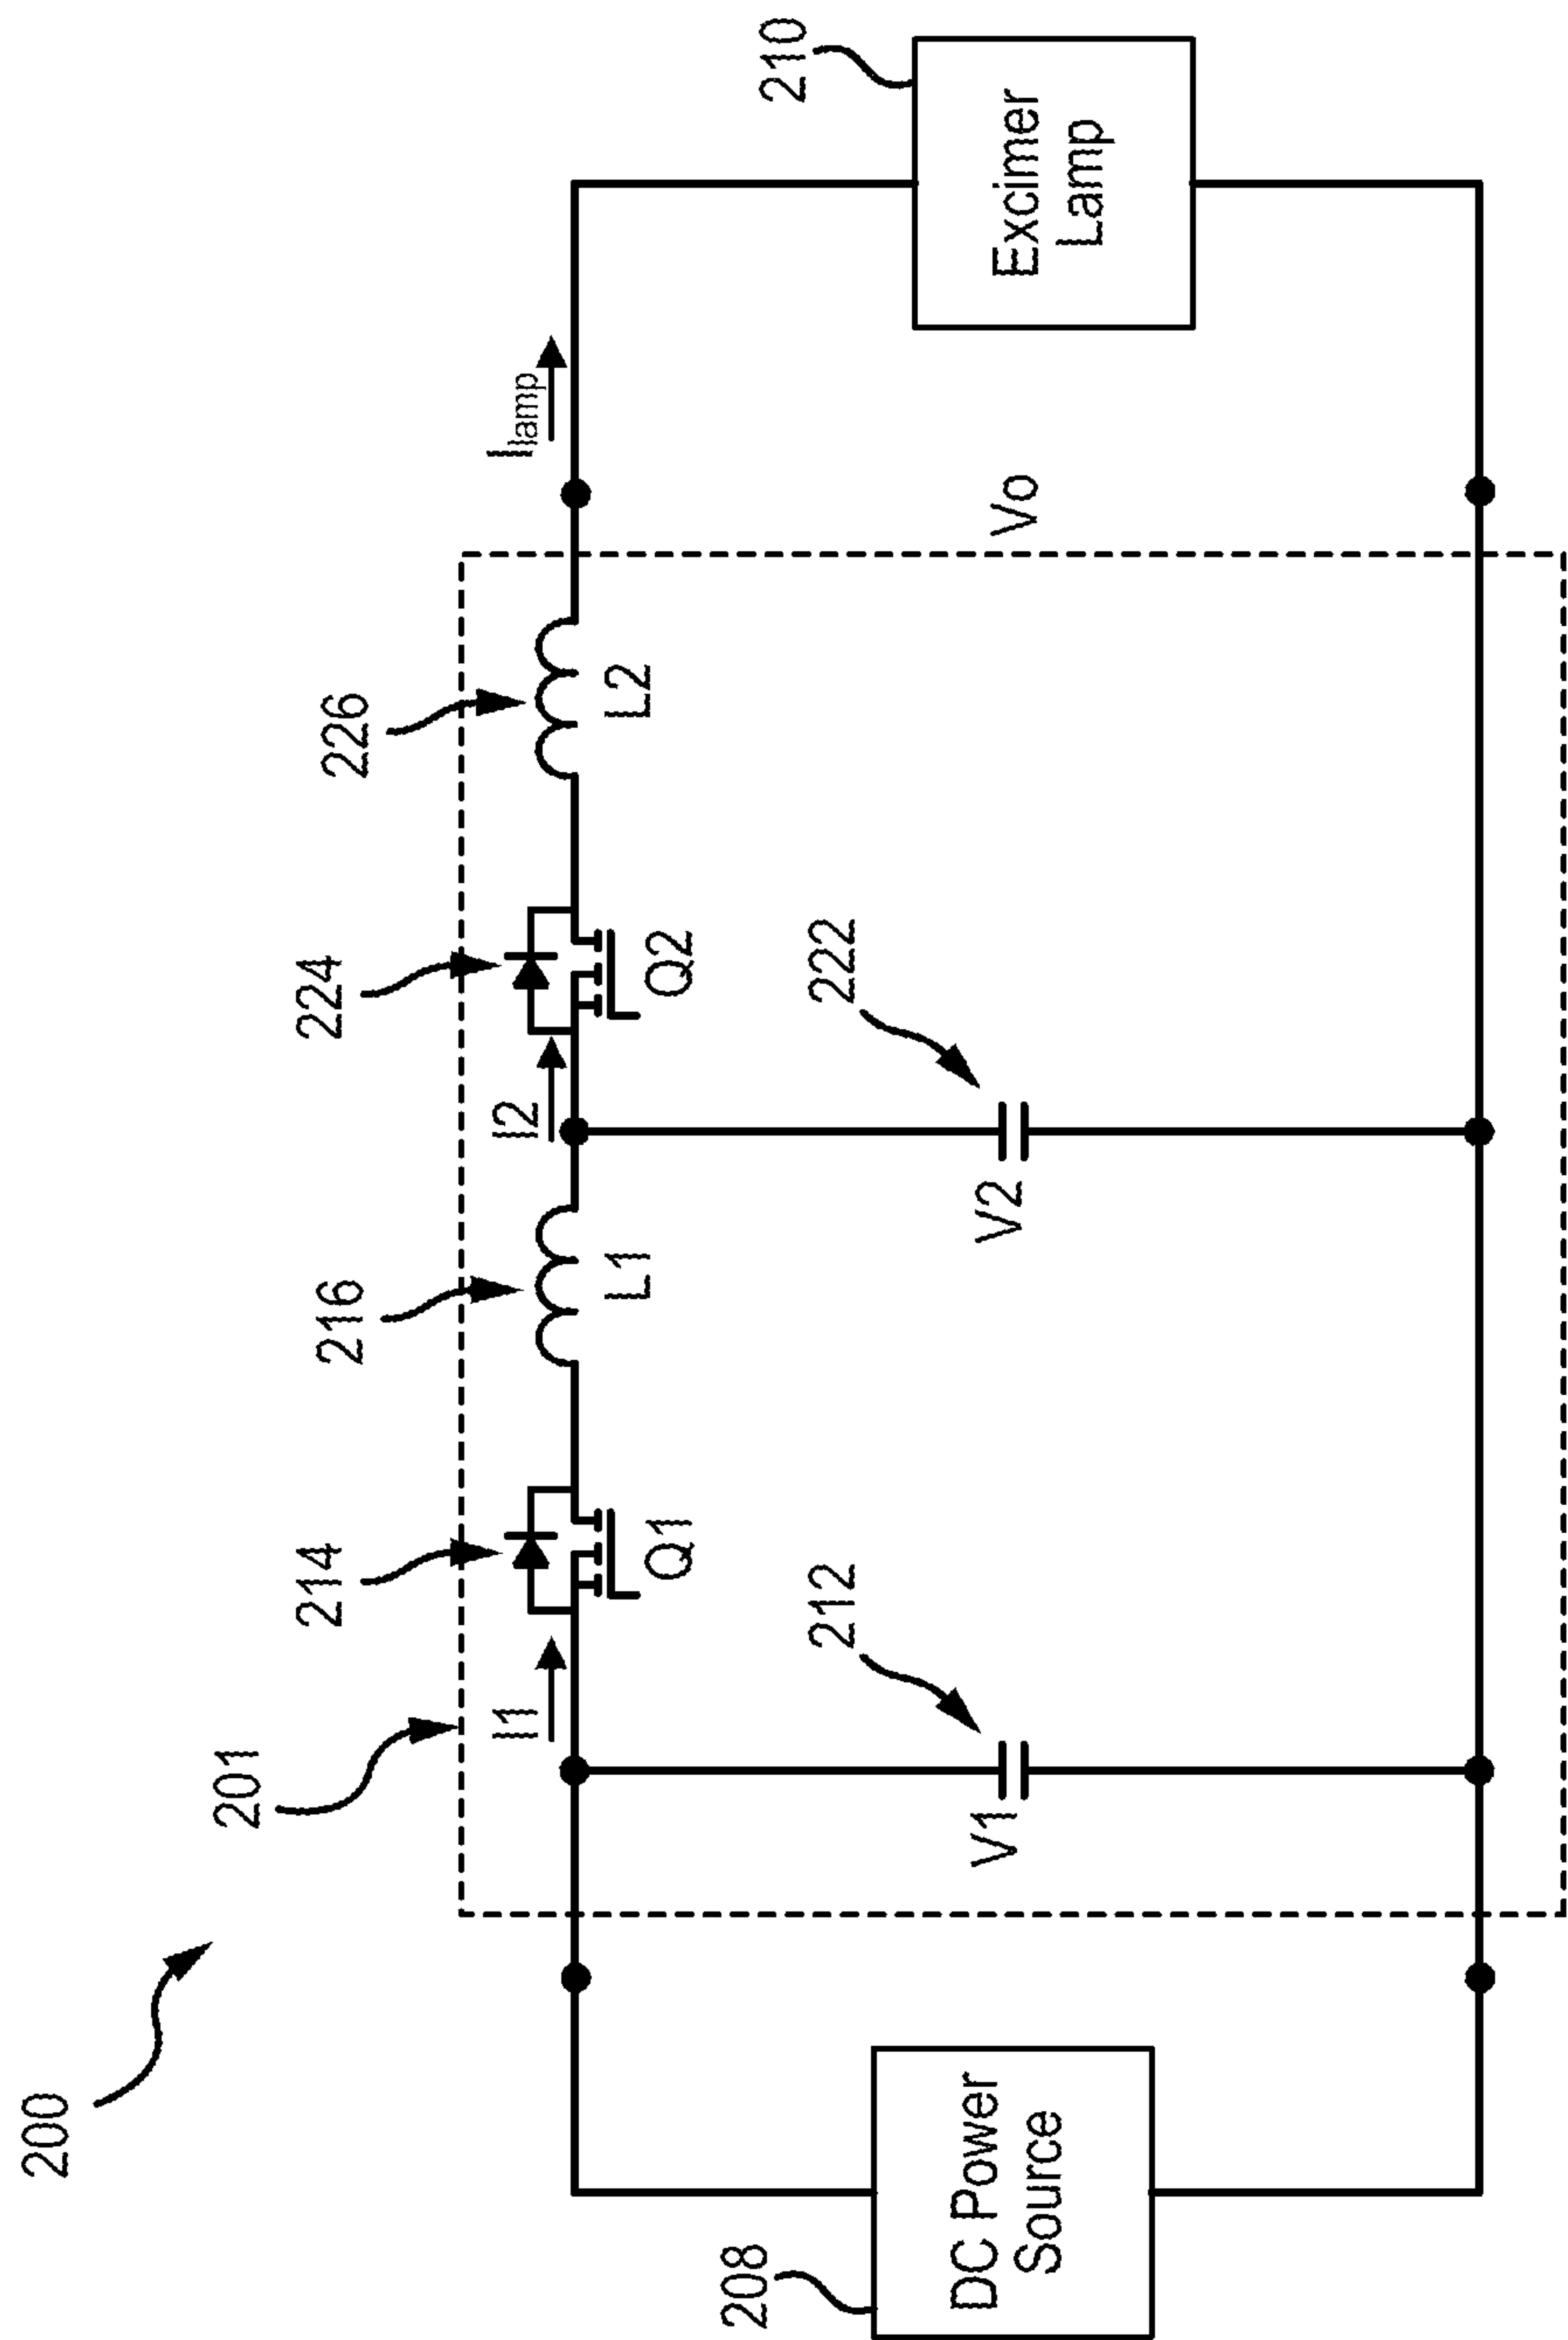 200
201
214
216
224
226
I1
I2
Ilamp
Q1
L1
Q2
L2
208
212
222
210
DC Power
Source
V1
V2
Vo
Excimer
Lamp